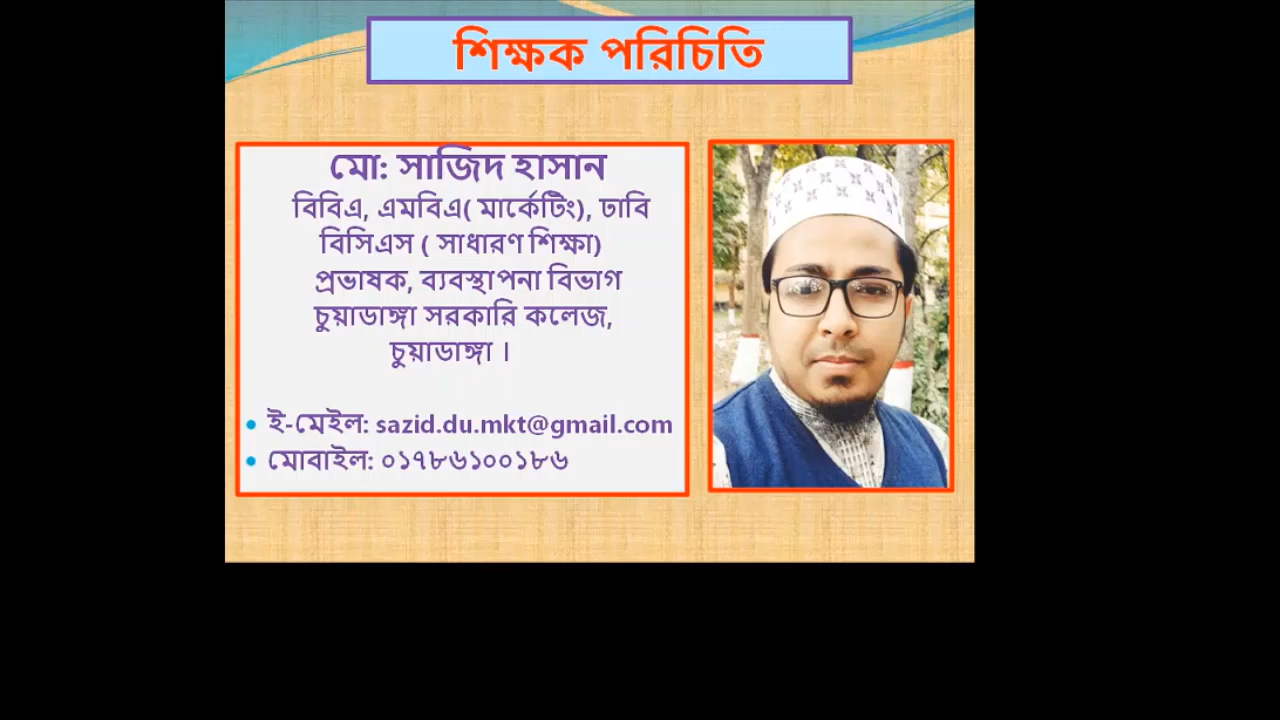 শিক্ষক পরিচিতি
মো: সাজিদ হাসান
বিবিএ, এমবিএ( মার্কেটিং), ঢাবি
বিসিএস ( সাধারণ শিক্ষা)
প্রভাষক, ব্যবস্থাপনা বিভাগ
চুয়াডাঙ্গা সরকারি কলেজ,
চুয়াডাঙ্গা ।
• ই-মেইল: sazid.du.mkt@gmail.com
• মোবাইল: ০১৭৮৬১০০১৮৬